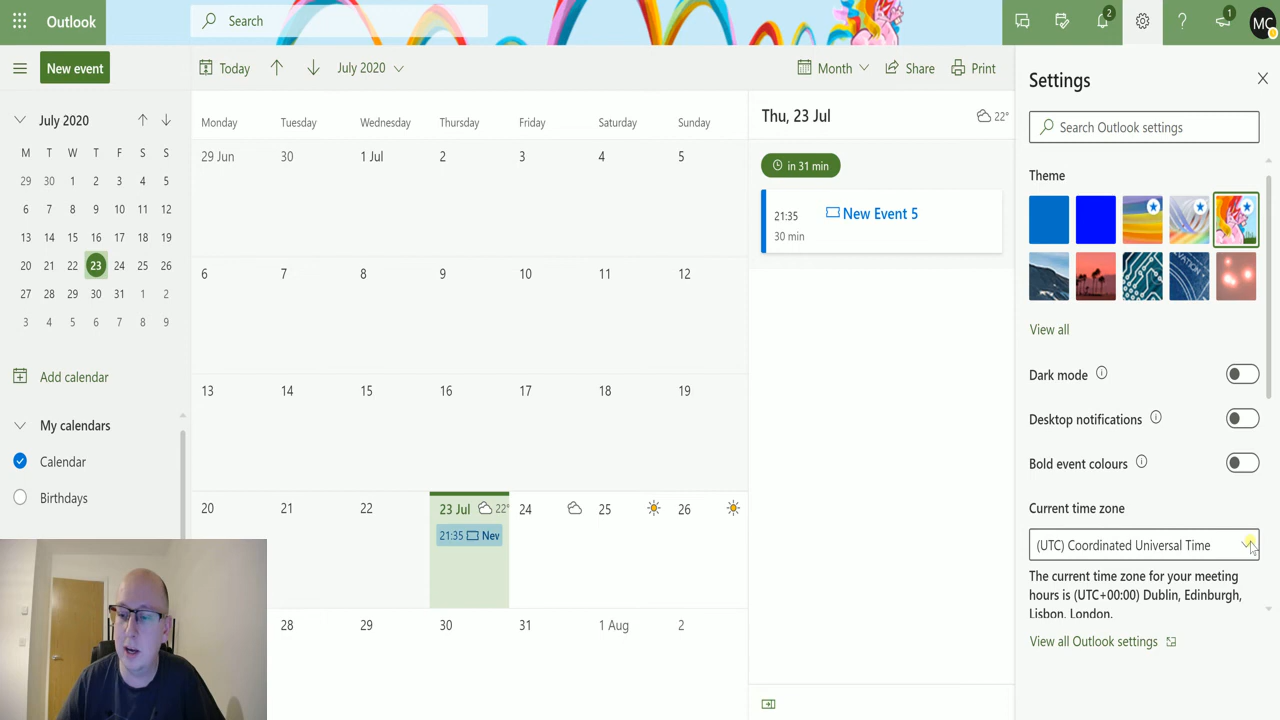 Outlook
Search
2
1
MC
New event
Today
July 2020
Month
Share
Print
July 2020
M T W T F S S
29 30 1 2 3 4 5
6 7 8 9 10 11 12
13 14 15 16 17 18 19
20 21 22 23 24 25 26
27 28 29 30 31 1 2
3 4 5 6 7 8 9
Add calendar
My calendars
Calendar
Birthdays
Monday Tuesday Wednesday Thursday Friday Saturday Sunday
29 Jun 30 1 Jul 2 3 4 5
6 7 8 9 10 11 12
13 14 15 16 17 18 19
20 21 22 23 Jul 22° 24 25 26
21:35 Nev
28 29 30 31 1 Aug 2
Thu, 23 Jul 22°
in 31 min
21:35 New Event 5
30 min
Settings
Search Outlook settings
Theme
View all
Dark mode
Desktop notifications
Bold event colours
Current time zone
(UTC) Coordinated Universal Time
The current time zone for your meeting
hours is (UTC+00:00) Dublin, Edinburgh,
Lisbon, London.
View all Outlook settings